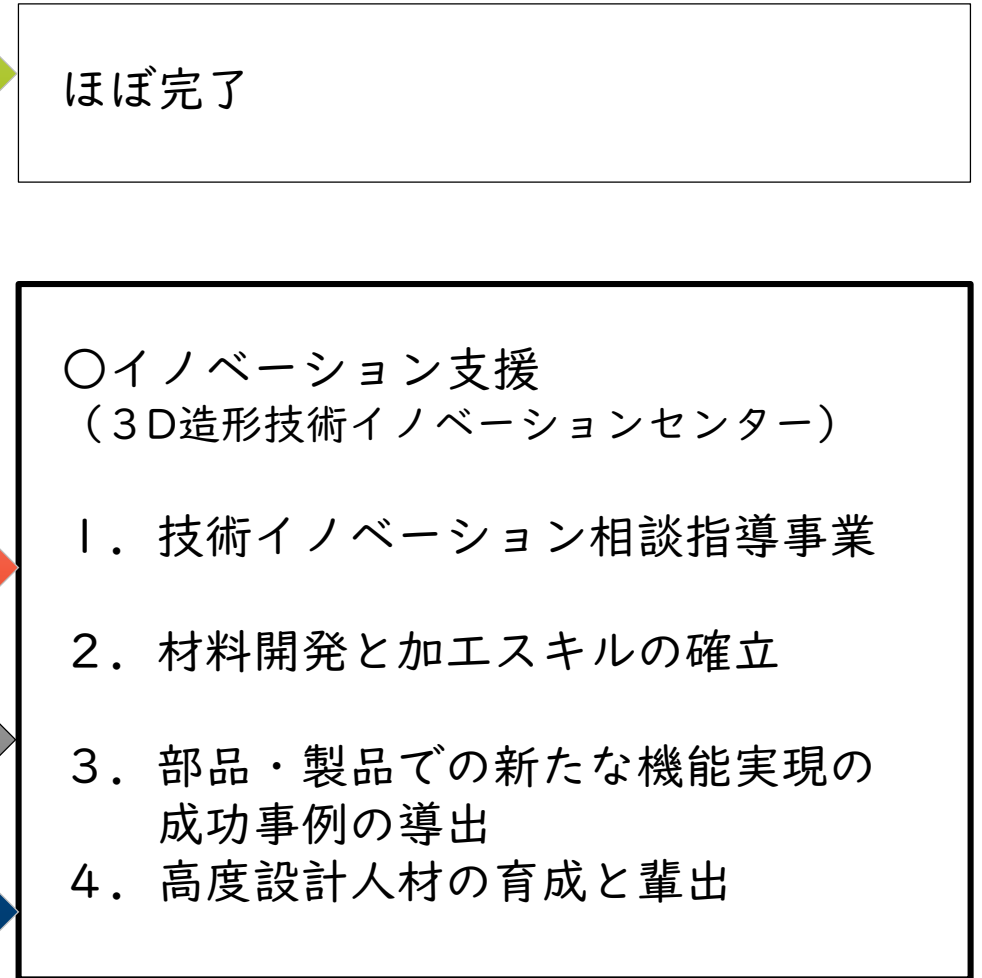 ほぼ完了
〇イノベーション支援
（３Ｄ造形技術イノベーションセンター）
１．技術イノベーション相談指導事業
２．材料開発と加工スキルの確立
３．部品・製品での新たな機能実現の
成功事例の導出
４．高度設計人材の育成と輩出